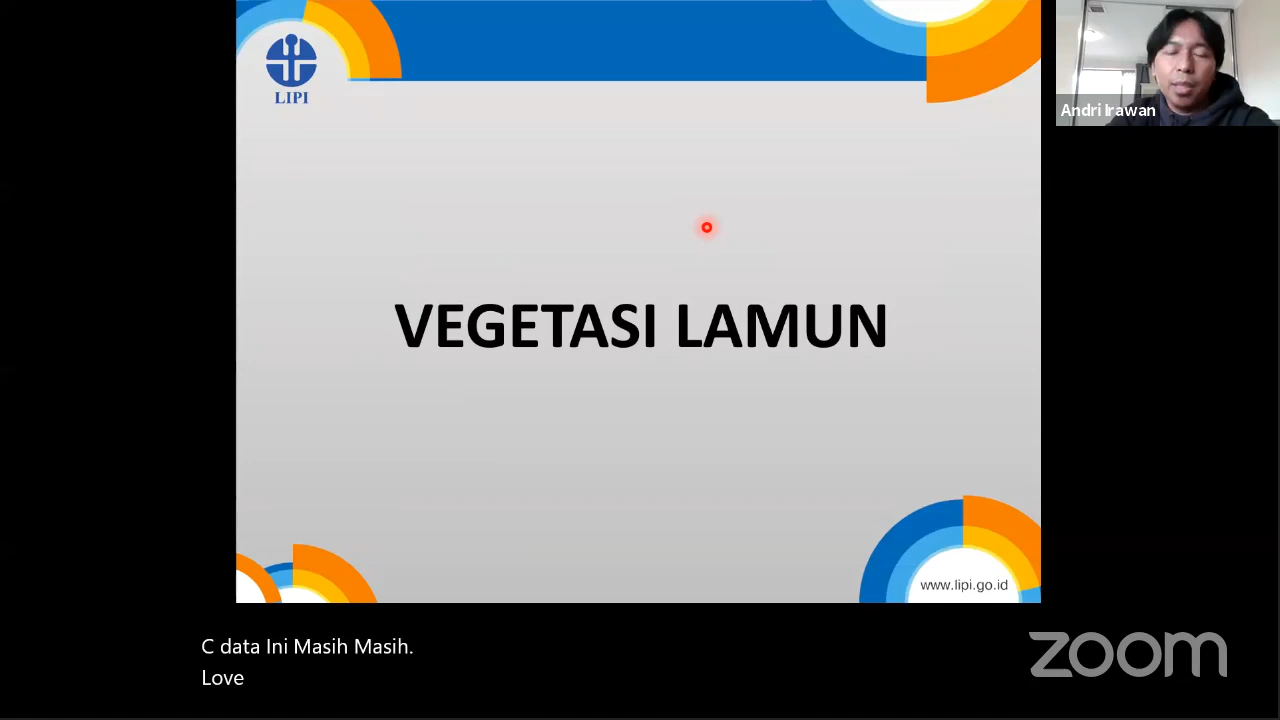 LIPI
Andri Irawan
VEGETASI LAMUN
www.lipi.go.id
C data Ini Masih Masih.
Love
zoom